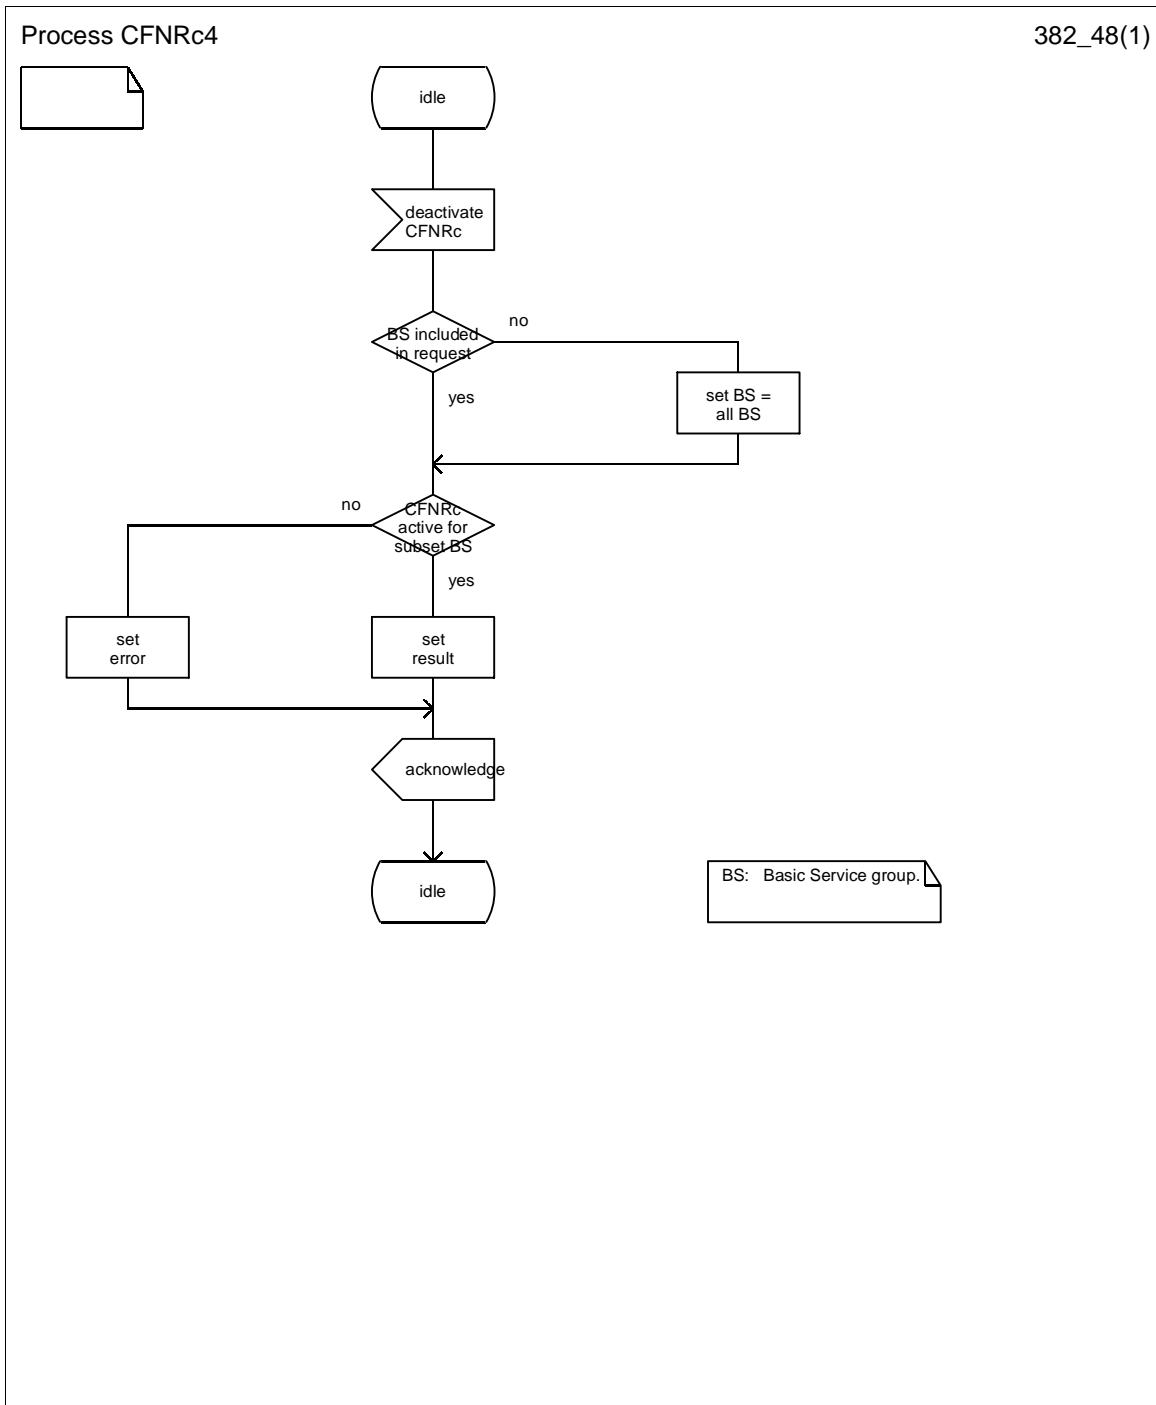 Process CFNRc4
382_48(1)
idle
deactivate
CFNRc
BS included
in request
no
yes
set BS =
all BS
no
CFNRc
active for
subset BS
yes
set
error
set
result
acknowledge
idle
BS: Basic Service group.